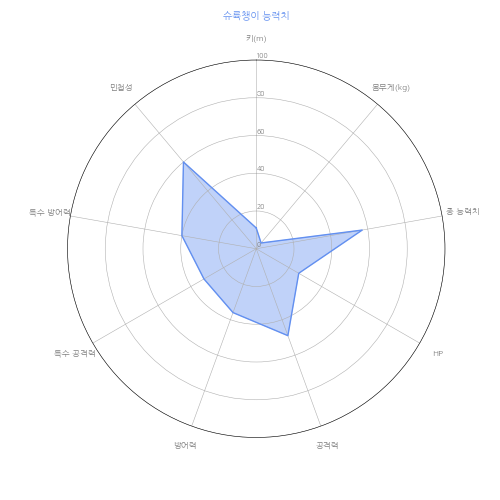 슈륙챙이 능력치
키(m)
100
민첩성
몸무게(kg)
80
60
40
특수 방어력
20
총 능력치
0
특수 공격력
HP
방어력
공격력